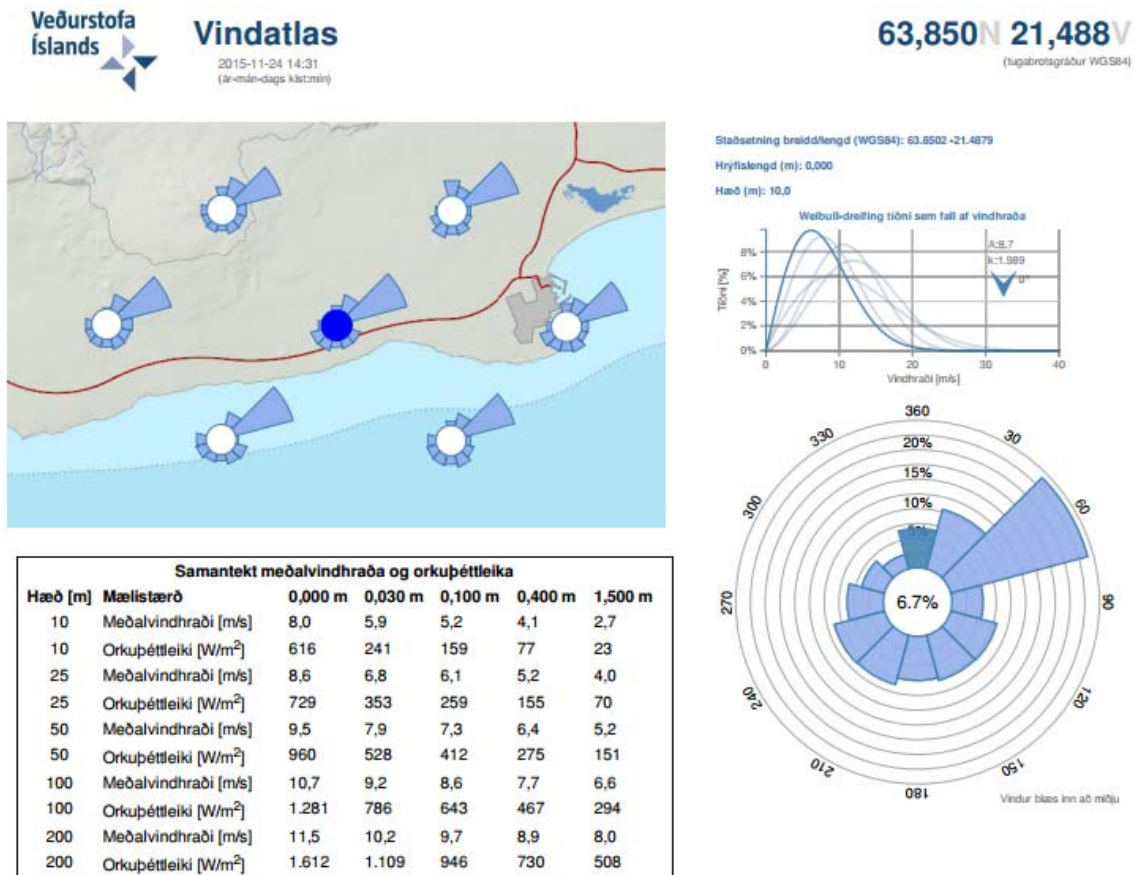 Veðurstofa
Íslands
Vindatlas
2015-11-24 14:31
(ár-mán-dags klst:mín)
63,850N 21,488V
(tugabrotsgráður WGS84)
Staðsetning breidd/lengd (WGS84): 63.8502 -21.4879
Hrýfislengd (m): 0,000
Hæð (m): 10,0
Weibull-dreifing tíðni sem fall af vindhraða
A:8.7
k:1.989
0°
Tíðni [%]
8%
6%
4%
2%
0%
0 10 20 30 40
Vindhraði [m/s]
360
330 30
20%
15%
10%
5%
300 60
270 6.7% 90
240 120
210 150
180
Vindur blæs inn að miðju
Samantekt meðalvindhraða og orkuþéttleika
Hæð [m] Mælistærð 0,000 m 0,030 m 0,100 m 0,400 m 1,500 m
10 Meðalvindhraði [m/s] 8,0 5,9 5,2 4,1 2,7
10 Orkuþéttleiki [W/m²] 616 241 159 77 23
25 Meðalvindhraði [m/s] 8,6 6,8 6,1 5,2 4,0
25 Orkuþéttleiki [W/m²] 729 353 259 155 70
50 Meðalvindhraði [m/s] 9,5 7,9 7,3 6,4 5,2
50 Orkuþéttleiki [W/m²] 960 528 412 275 151
100 Meðalvindhraði [m/s] 10,7 9,2 8,6 7,7 6,6
100 Orkuþéttleiki [W/m²] 1.281 786 643 467 294
200 Meðalvindhraði [m/s] 11,5 10,2 9,7 8,9 8,0
200 Orkuþéttleiki [W/m²] 1.612 1.109 946 730 508